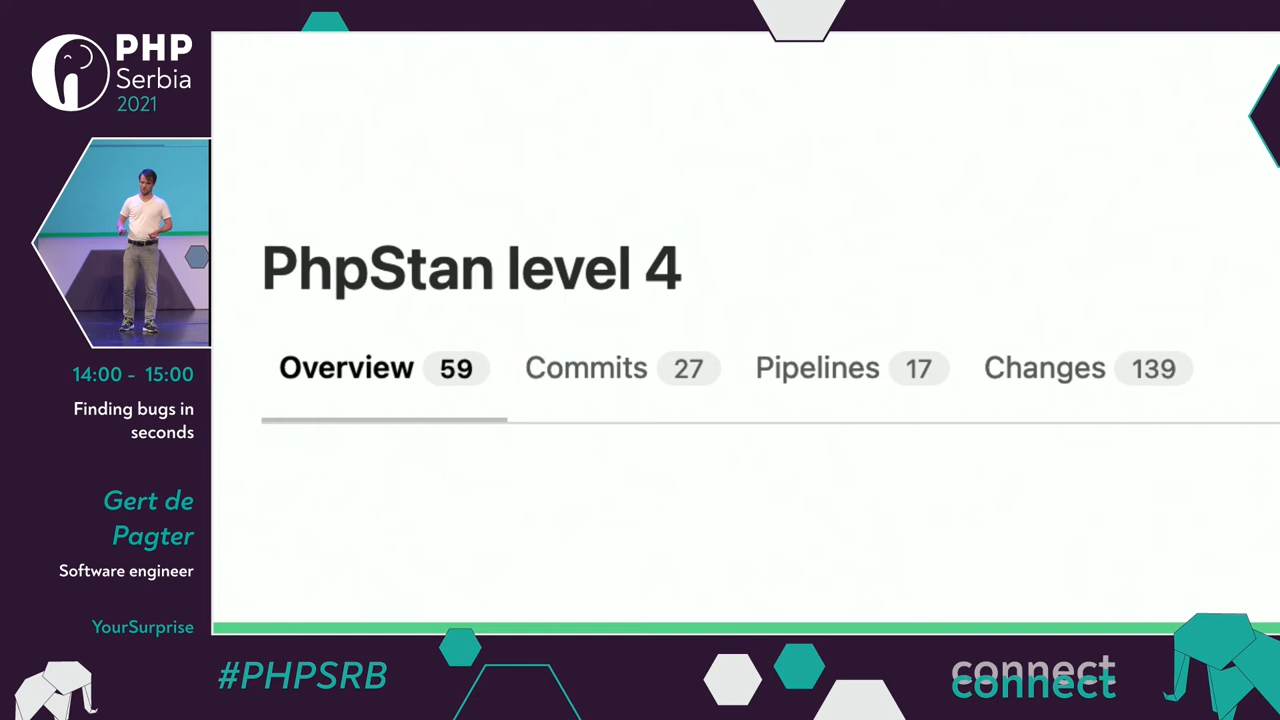 PHP
Serbia
2021
14:00 - 15:00
Finding bugs in
seconds
Gert de
Pagter
Software engineer
YourSurprise
PhpStan level 4
Overview 59 Commits 27 Pipelines 17 Changes 139
#PHPSRB
connect
connect